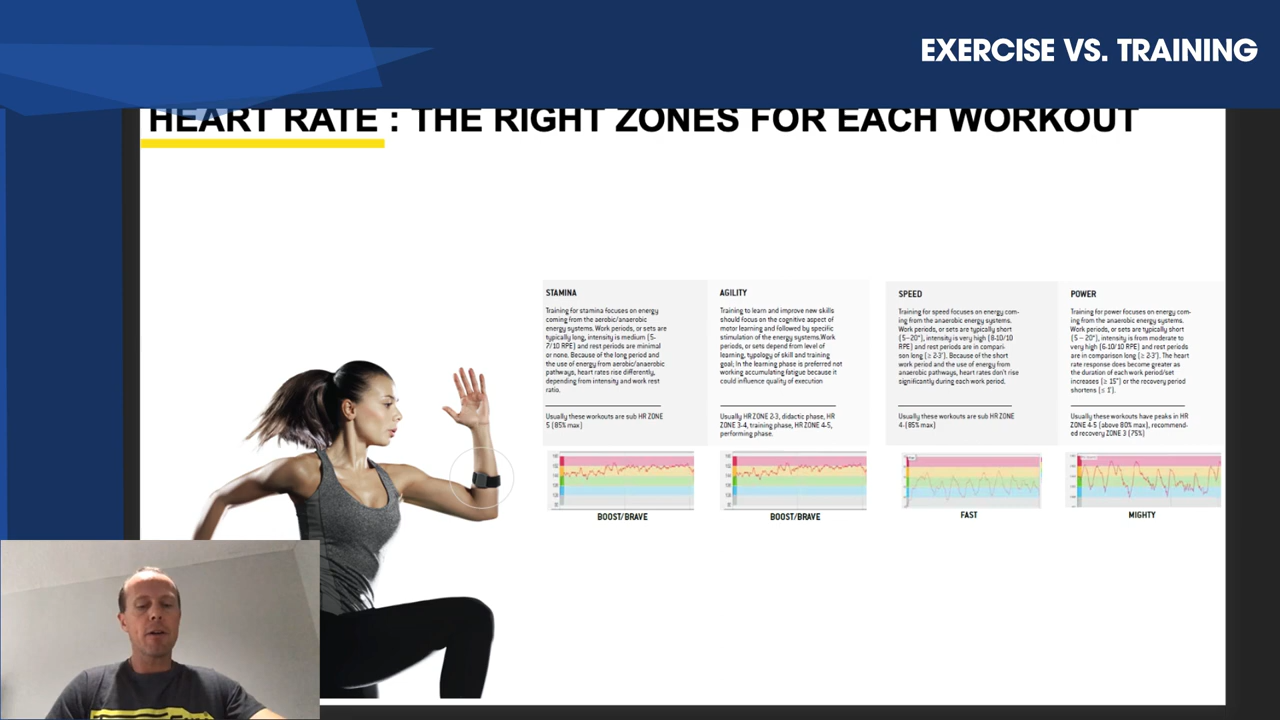 EXERCISE VS. TRAINING
HEART RATE : THE RIGHT ZONES FOR EACH WORKOUT
STAMINA
Training for stamina focuses on energy
coming from the aerobic/anaerobic
energy systems. Work periods, or sets are
typically long, intensity is medium (5-
7/10 RPE) and rest periods are minimal
or none. Because of the long period and
the use of energy from aerobic/anaerobic
pathways, heart rates rise differently,
depending from intensity and work rest
ratio.
Usually these workouts are sub HR ZONE
5 (85% max)
BOOST/BRAVE
AGILITY
Training to learn and improve new skills
should focus on the cognitive aspect of
motor learning and followed by specific
stimulation of the energy systems.Work
periods, or sets depend from level of
learning, typology of skill and training
goal; In the learning phase is preferred not
working accumulating fatigue because it
could influence quality of execution
Usually HR ZONE 2-3, didactic phase, HR
ZONE 3-4, training phase, HR ZONE 4-5,
performing phase.
BOOST/BRAVE
SPEED
Training for speed focuses on energy com-
ing from the anaerobic energy systems.
Work periods, or sets are typically short
(5–20"), intensity is very high (8-10/10
RPE) and rest periods are in compari-
son long (≥ 2-3'). Because of the short
work period and the use of energy from
anaerobic pathways, heart rates don't rise
significantly during each work period.
Usually these workouts are sub HR ZONE
4-(85% max)
FAST
POWER
Training for power focuses on energy com-
ing from the anaerobic energy systems.
Work periods, or sets are typically short
(5 – 20"), intensity is from moderate to
very high (6-10/10 RPE) and rest periods
are in comparison long (≥ 2-3'). The heart
rate response does become greater as
the duration of each work period/set
increases (≥ 15") or the recovery period
shortens (≤ 1').
Usually these workouts have peaks in HR
ZONE 4-5 (above 80% max), recommend-
ed recovery ZONE 3 (75%)
MIGHTY